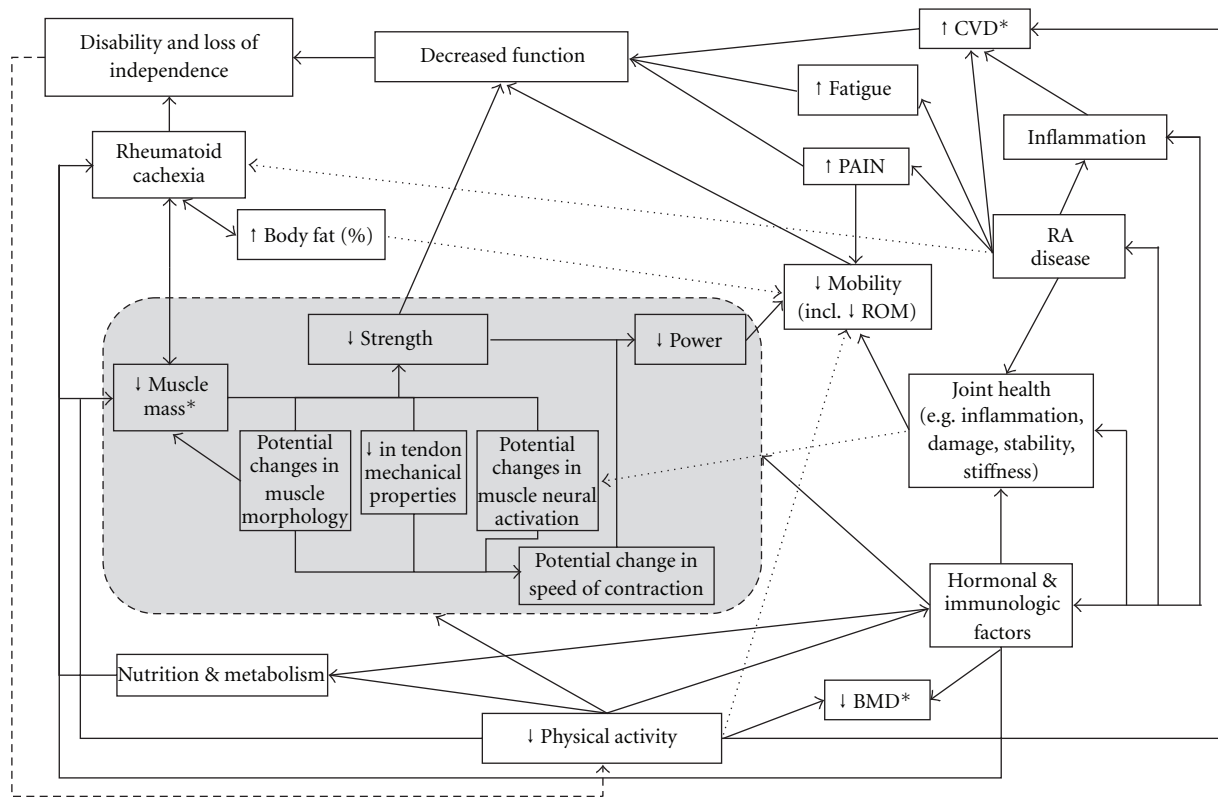 Disability and loss of
independence
Decreased function
↑ CVD*
↑ Fatigue
Inflammation
Rheumatoid
cachexia
↑ PAIN
↑ Body fat (%)
RA
disease
↓ Mobility
(incl. ↓ ROM)
↓ Strength
↓ Power
↓ Muscle
mass*
Joint health
(e.g. inflammation,
damage, stability,
stiffness)
Potential
changes in
muscle
morphology
↓ in tendon
mechanical
properties
Potential
changes in
muscle neural
activation
Potential change in
speed of contraction
Hormonal &
immunologic
factors
Nutrition & metabolism
↓ BMD*
↓ Physical activity